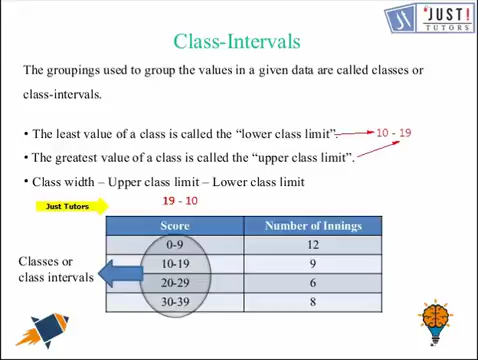 JUST!
TUTORS
Class-Intervals
The groupings used to group the values in a given data are called classes or
class-intervals.
• The least value of a class is called the “lower class limit”. 10 - 19
• The greatest value of a class is called the “upper class limit”.
• Class width – Upper class limit – Lower class limit
Just Tutors 19 - 10
Score Number of Innings
0-9 12
10-19 9
20-29 6
30-39 8
Classes or
class intervals